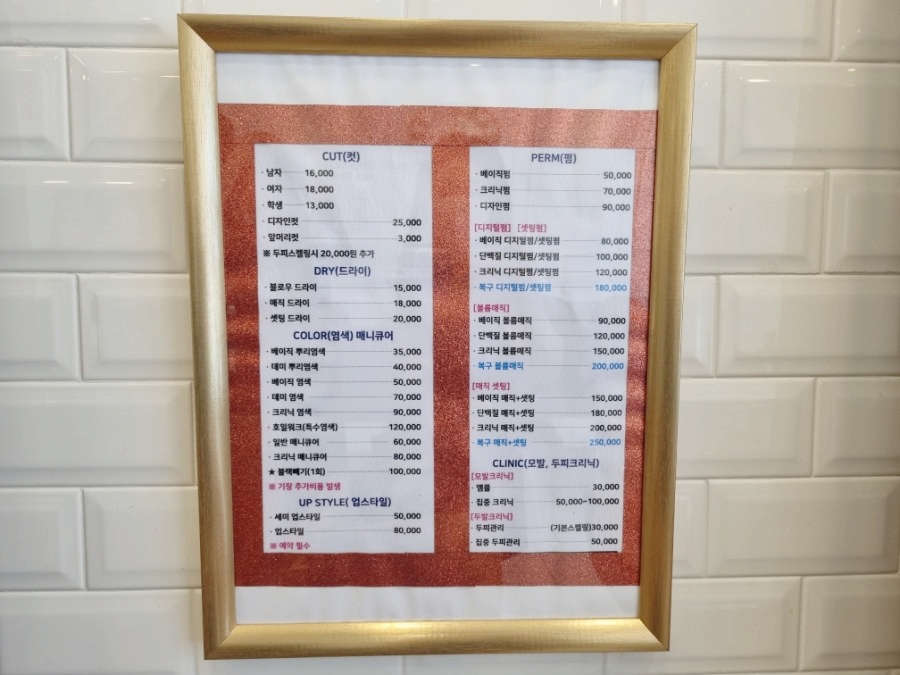 CUT(컷)
· 남자 16,000
· 여자 18,000
· 학생 13,000
· 디자인컷 25,000
· 앞머리컷 3,000
※ 두피스켈링시 20,000원 추가
DRY(드라이)
· 블로우 드라이 15,000
· 매직 드라이 18,000
· 셋팅 드라이 20,000
COLOR(염색) 매니큐어
· 베이직 뿌리염색 35,000
· 데미 뿌리염색 40,000
· 베이직 염색 50,000
· 데미 염색 70,000
· 크리닉 염색 90,000
· 호일워크(특수염색) 120,000
· 일반 매니큐어 60,000
· 크리닉 매니큐어 80,000
★ 블랙빼기(1회) 100,000
※ 기장 추가비용 발생
UP STYLE( 업스타일)
· 세미 업스타일 50,000
· 업스타일 80,000
※ 예약 필수
PERM(펌)
· 베이직펌 50,000
· 크리닉펌 70,000
· 디자인펌 90,000
[디지털펌] [셋팅펌]
· 베이직 디지털펌/셋팅펌 80,000
· 단백질 디지털펌/셋팅펌 100,000
· 크리닉 디지털펌/셋팅펌 120,000
· 복구 디지털펌/셋팅펌 180,000
[볼륨매직]
· 베이직 볼륨매직 90,000
· 단백질 볼륨매직 120,000
· 크리닉 볼륨매직 150,000
· 복구 볼륨매직 200,000
[매직 셋팅]
· 베이직 매직+셋팅 150,000
· 단백질 매직+셋팅 180,000
· 크리닉 매직+셋팅 200,000
· 복구 매직+셋팅 250,000
CLINIC(모발, 두피크리닉)
[모발크리닉]
· 앰플 30,000
· 집중 크리닉 50,000~100,000
[두발크리닉]
· 두피관리 (기본스켈링)30,000
· 집중 두피관리 50,000